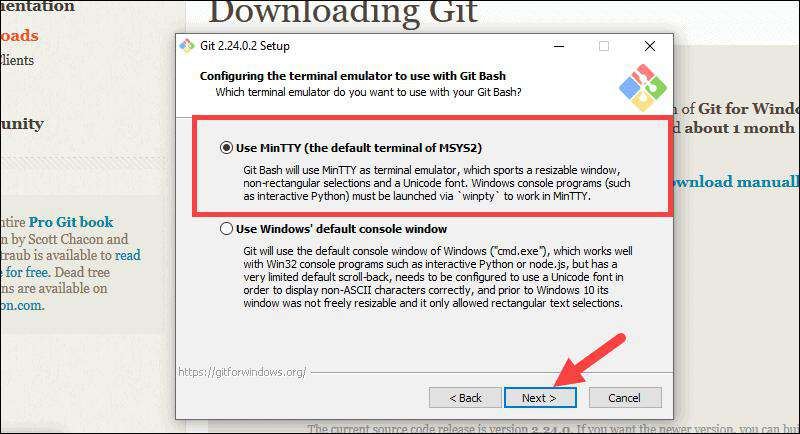 Downloading Git
mentation
oads
Clients
unity
ntire Pro Git book
n by Scott Chacon and
traub is available to read
e for free. Dead tree
ns are available on
on.com.
Git 2.24.0.2 Setup
Configuring the terminal emulator to use with Git Bash
Which terminal emulator do you want to use with your Git Bash?
Use MinTTY (the default terminal of MSYS2)
Git Bash will use MinTTY as terminal emulator, which sports a resizable window,
non-rectangular selections and a Unicode font. Windows console programs (such
as interactive Python) must be launched via `winpty` to work in MinTTY.
Use Windows' default console window
Git will use the default console window of Windows ("cmd.exe"), which works well
with Win32 console programs such as interactive Python or node.js, but has a
very limited default scroll-back, needs to be configured to use a Unicode font in
order to display non-ASCII characters correctly, and prior to Windows 10 its
window was not freely resizable and it only allowed rectangular text selections.
https://gitforwindows.org/
< Back
Next >
Cancel
n of Git for Window
d about 1 month
ownload manuall
The current source code release is version 2.24.0. If you want the newer version, you can bui